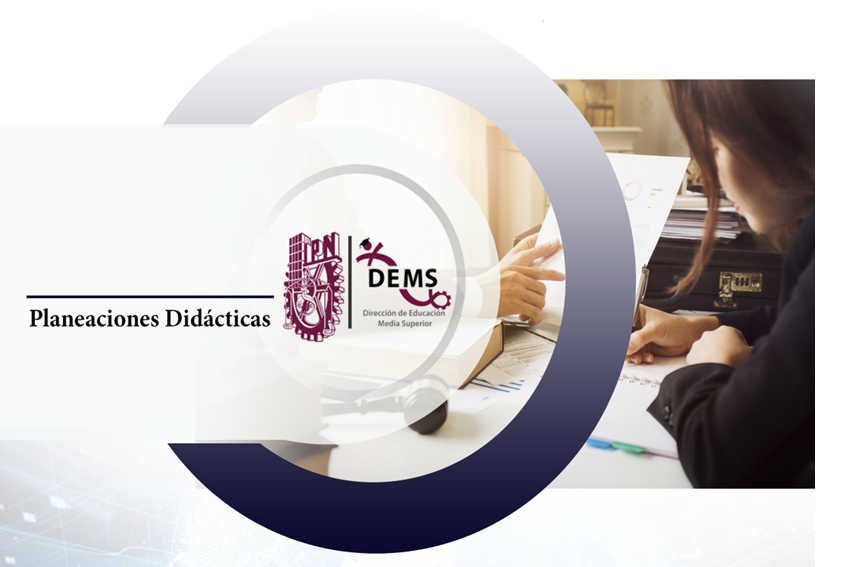 Planeaciones Didácticas
IPN
DEMS
Dirección de Educación
Media Superior